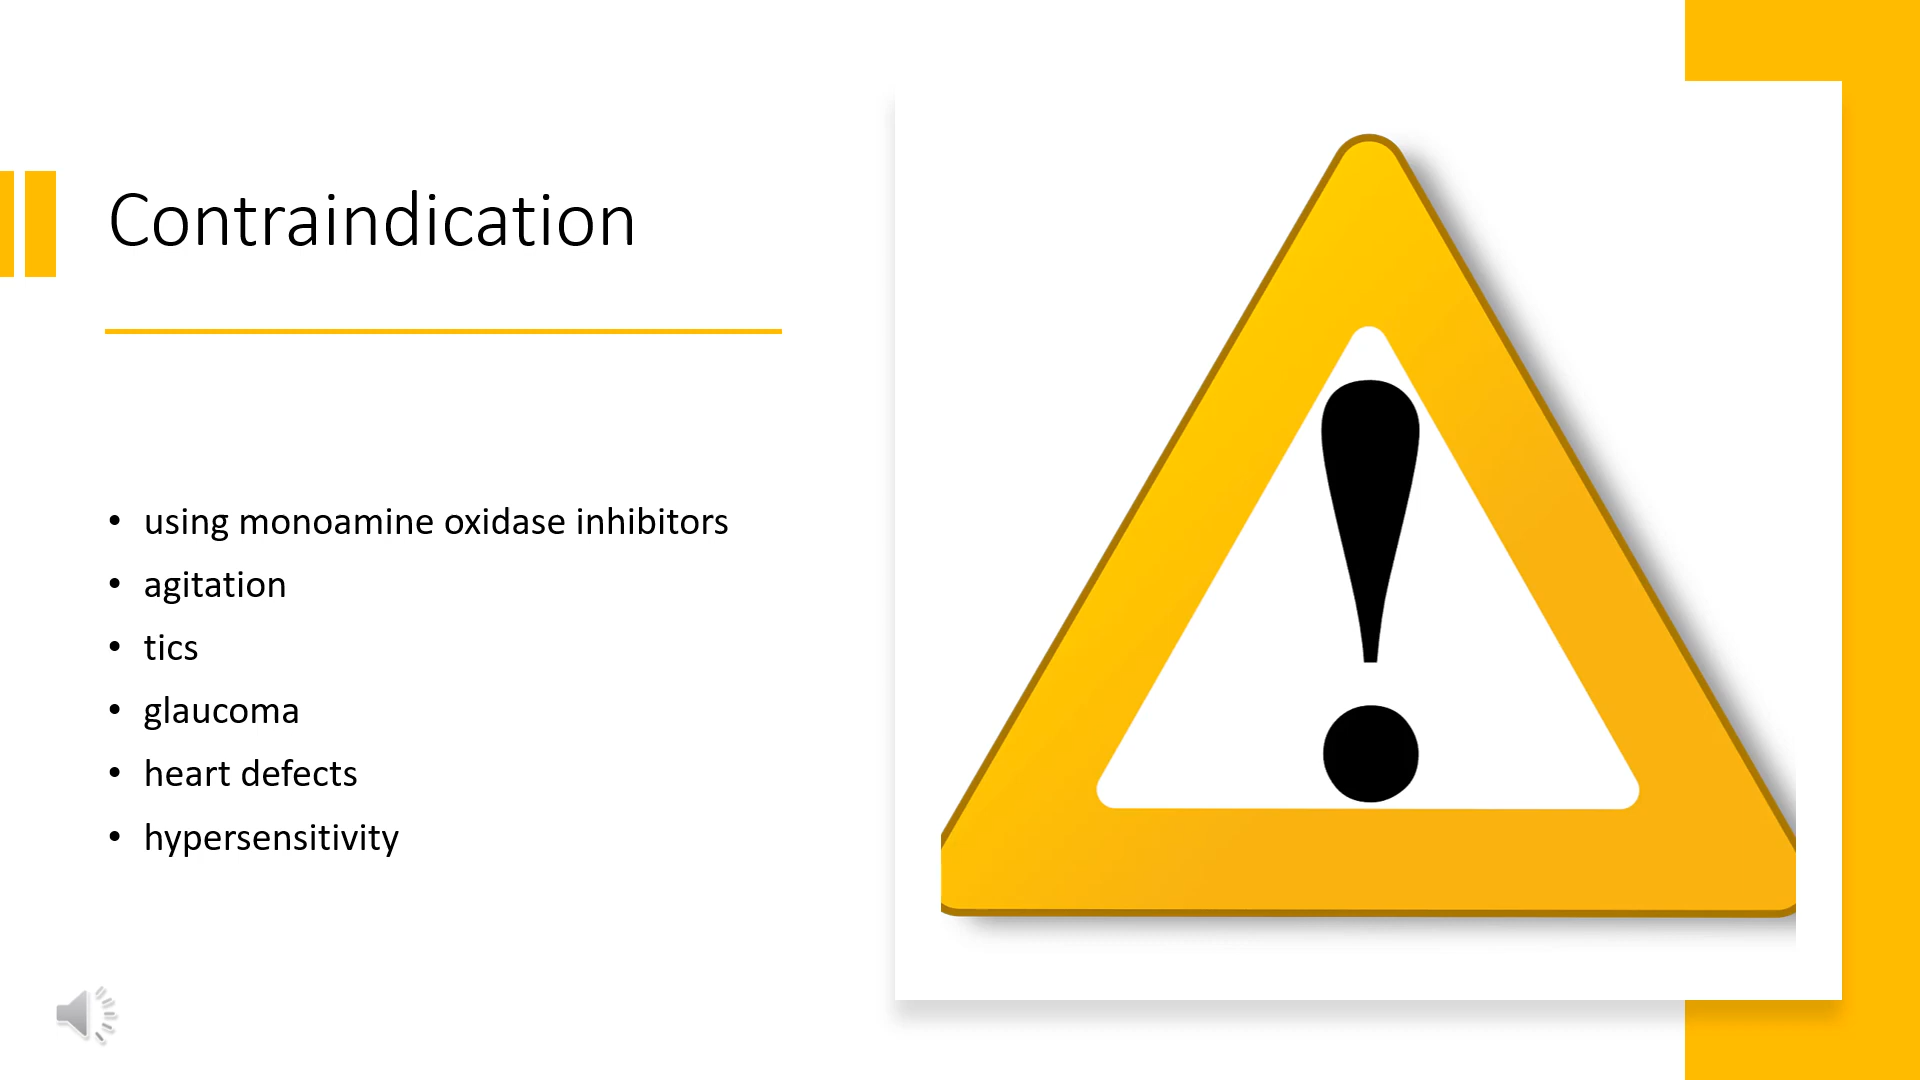 Contraindication
• using monoamine oxidase inhibitors
• agitation
• tics
• glaucoma
• heart defects
• hypersensitivity
!